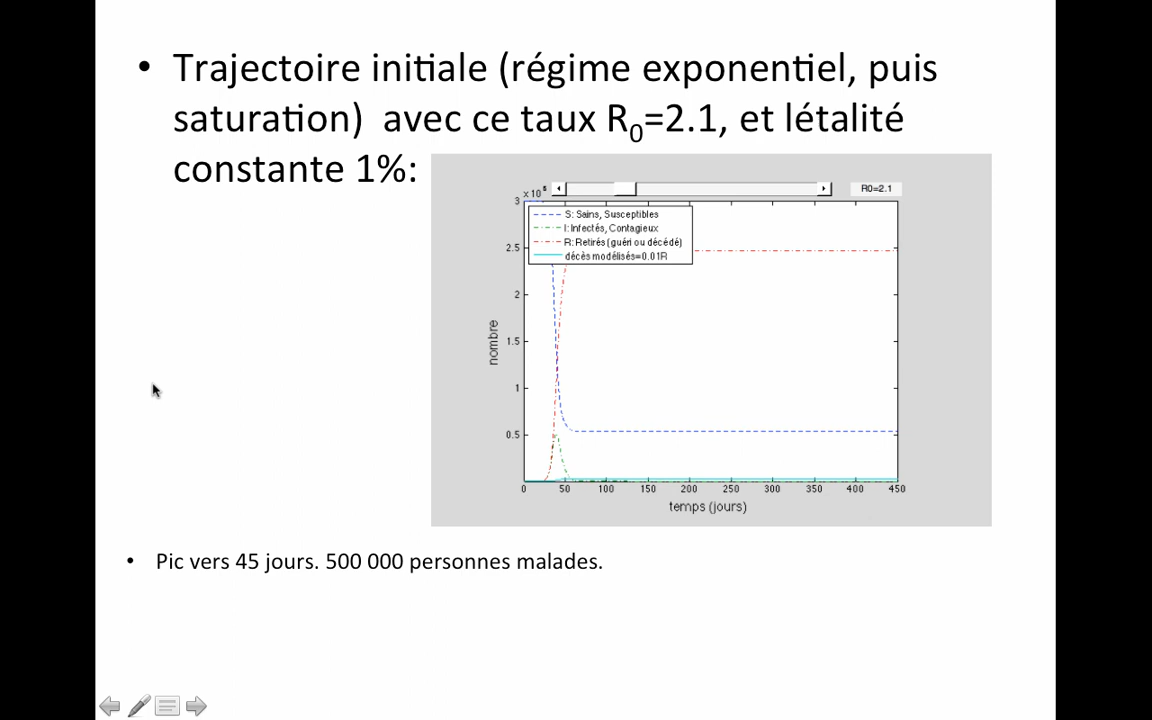 • Trajectoire initiale (régime exponentiel, puis
saturation) avec ce taux R0=2.1, et létalité
constante 1%:
R0=2.1
3
2.5
2
1.5
1
0.5
nombre
S: Sains, Susceptibles
I: Infectés, Contagieux
R: Retirés (guéri ou décédé)
décès modélisés=0.01R
0 50 100 150 200 250 300 350 400 450
temps (jours)
• Pic vers 45 jours. 500 000 personnes malades.